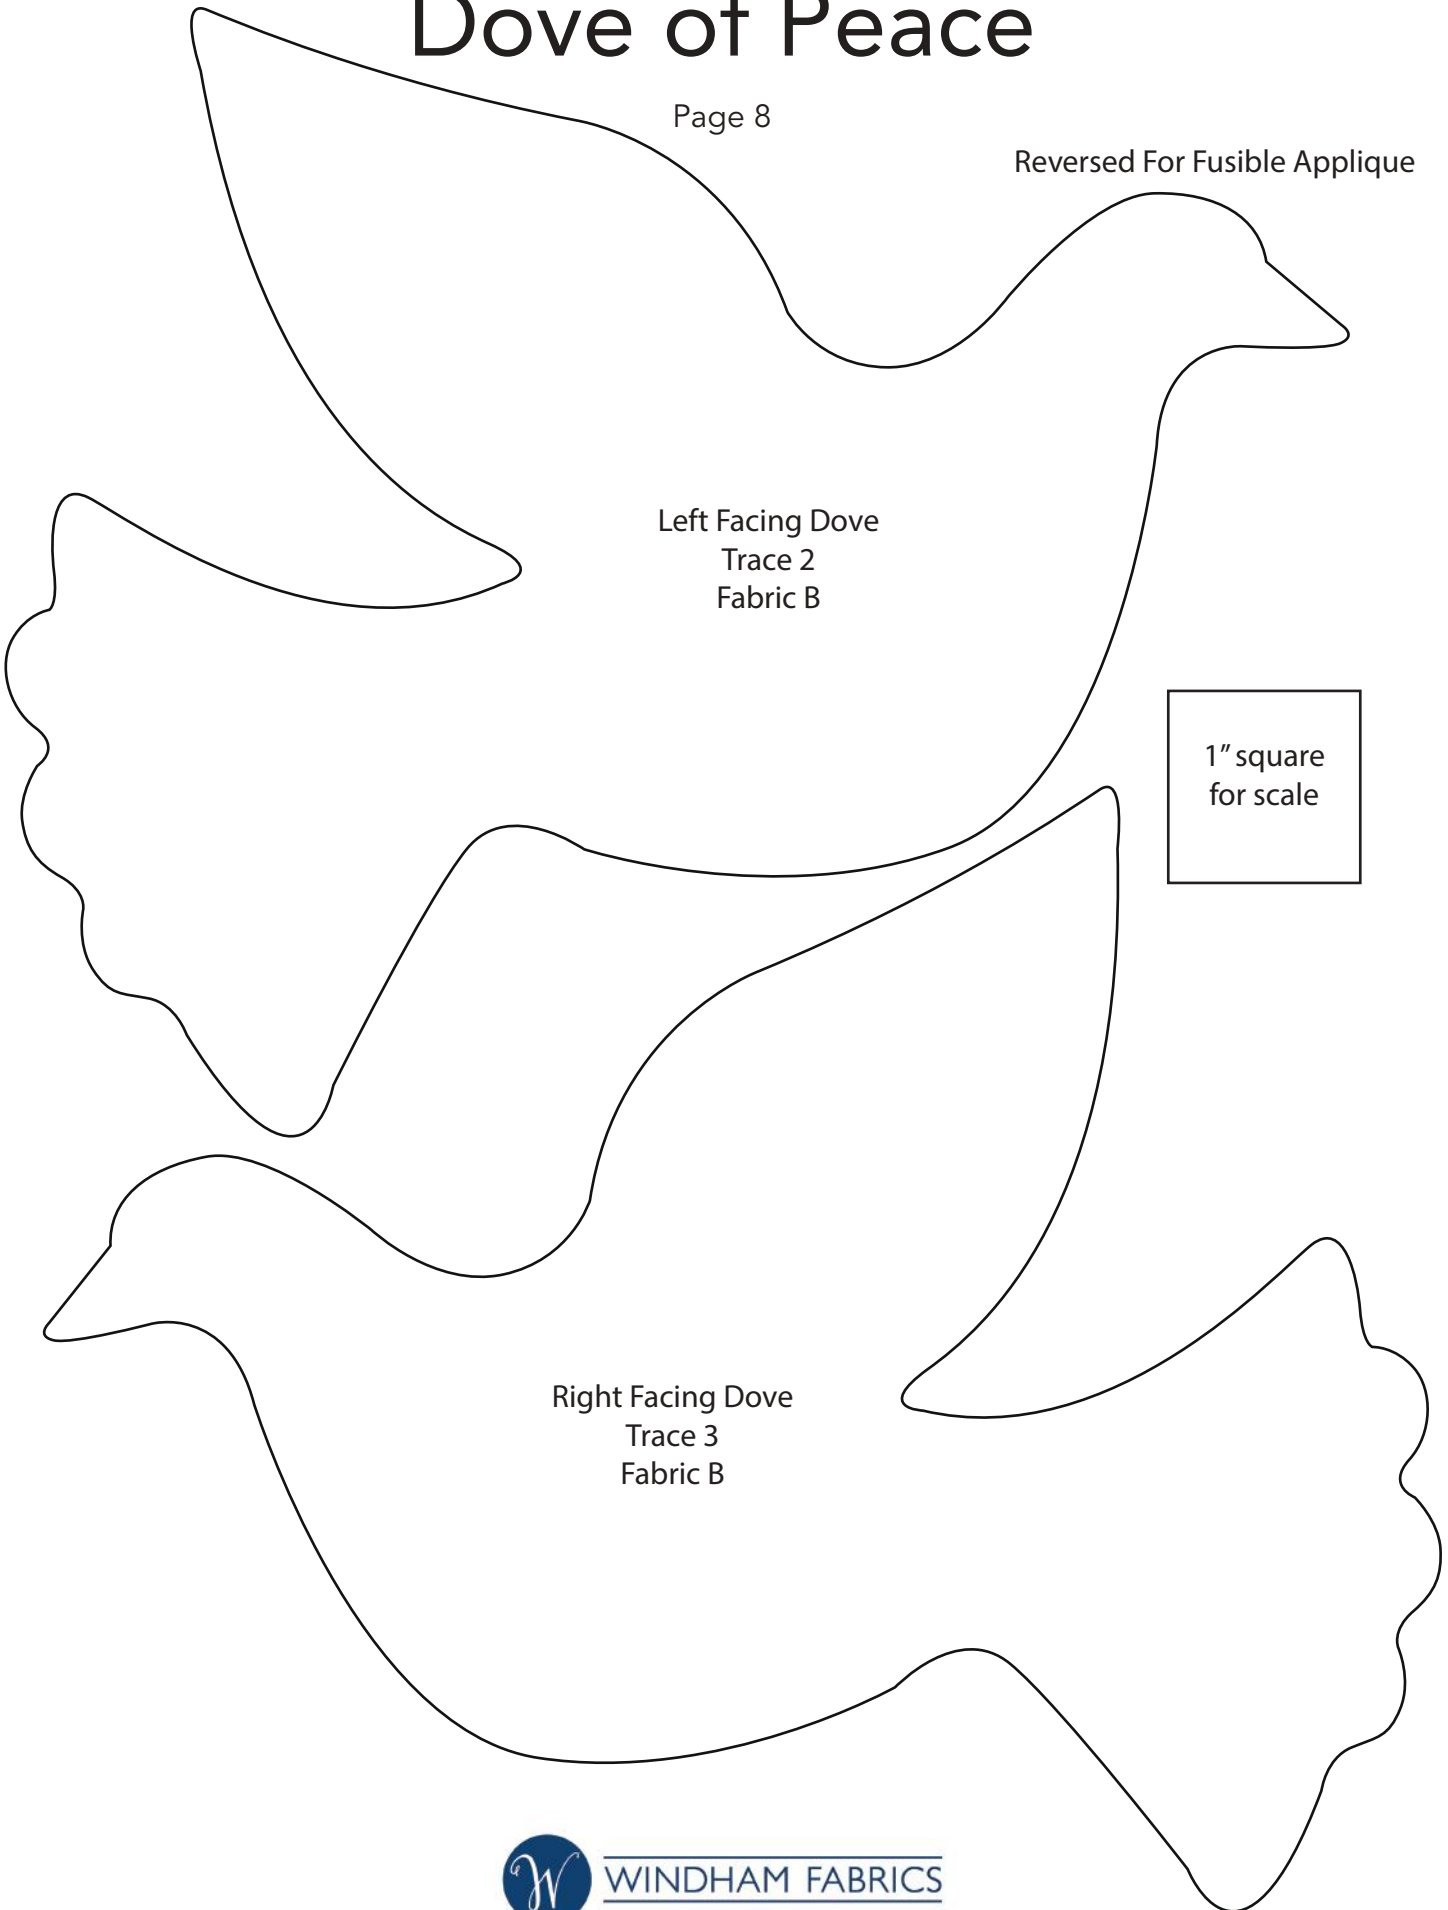 Dove of Peace
Page 8
Reversed For Fusible Applique
Left Facing Dove
Trace 2
Fabric B
1" square
for scale
Right Facing Dove
Trace 3
Fabric B
W WINDHAM FABRICS